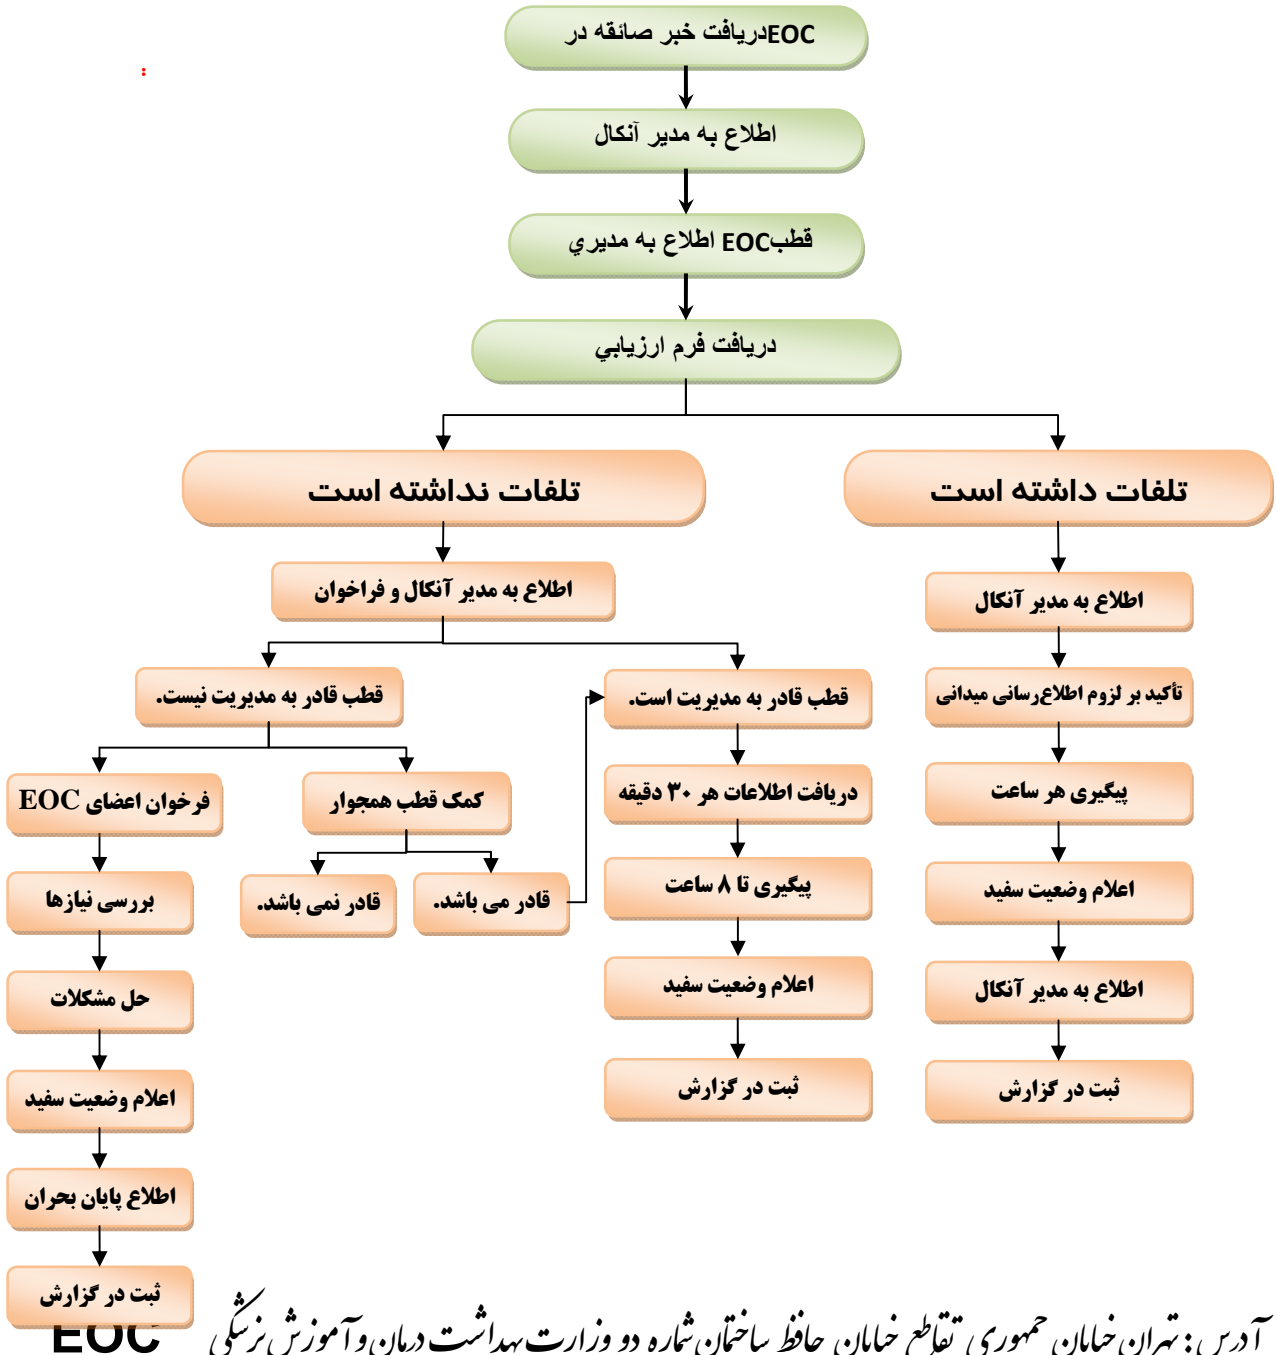 دریافت خبر صائقه در EOC
:
اطلاع به مدیر آنکال
اطلاع به مديري EOC قطب
دریافت فرم ارزیابي
تلفات داشته است
تلفات نداشته است
اطلاع به مدیر آنکال
تأکید بر لزوم اطلاع‌رسانی میدانی
پیگیری هر ساعت
اعلام وضعیت سفید
اطلاع به مدیر آنکال
ثبت در گزارش
اطلاع به مدیر آنکال و فراخوان
قطب قادر به مدیریت است.
دریافت اطلاعات هر ۳۰ دقیقه
پیگیری تا ۸ ساعت
اعلام وضعیت سفید
ثبت در گزارش
قطب قادر به مدیریت نیست.
کمک قطب همجوار
قادر می باشد.
قادر نمی باشد.
فرخوان اعضای EOC
بررسی نیازها
حل مشکلات
اعلام وضعیت سفید
اطلاع پایان بحران
ثبت در گزارش
آدرس : تهران خیابان جمهوری تقاطع خیابان حافظ ساختمان شماره دو وزارت بهداشت درمان و آموزش پزشکی EOC